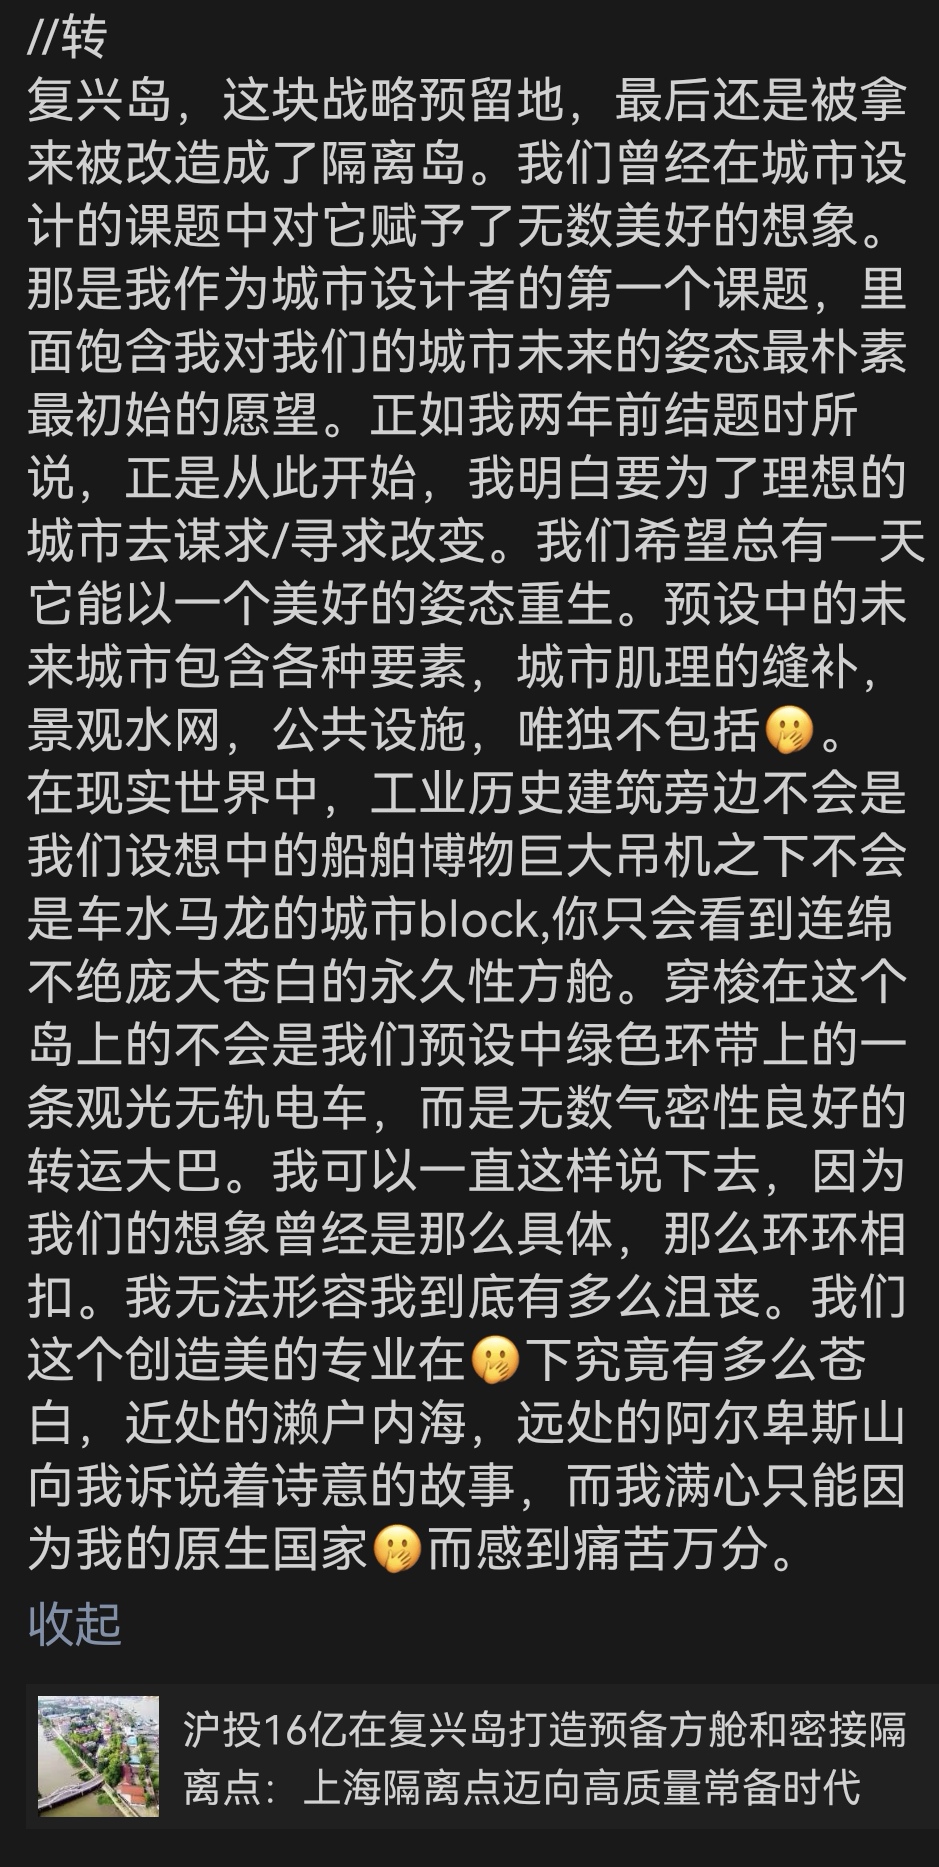 //转
复兴岛，这块战略预留地，最后还是被拿
来被改造成了隔离岛。我们曾经在城市设
计的课题中对它赋予了无数美好的想象。
那是我作为城市设计者的第一个课题，里
面饱含我对我们的城市未来的姿态最朴素
最初始的愿望。正如我两年前结题时所
说，正是从此开始，我明白要为了理想的
城市去谋求/寻求改变。我们希望总有一天
它能以一个美好的姿态重生。预设中的未
来城市包含各种要素，城市肌理的缝补，
景观水网，公共设施，唯独不包括🤭。
在现实世界中，工业历史建筑旁边不会是
我们设想中的船舶博物巨大吊机之下不会
是车水马龙的城市block,你只会看到连绵
不绝庞大苍白的永久性方舱。穿梭在这个
岛上的不会是我们预设中绿色环带上的一
条观光无轨电车，而是无数气密性良好的
转运大巴。我可以一直这样说下去，因为
我们的想象曾经是那么具体，那么环环相
扣。我无法形容我到底有多么沮丧。我们
这个创造美的专业在🤭下究竟有多么苍
白，近处的濑户内海，远处的阿尔卑斯山
向我诉说着诗意的故事，而我满心只能因
为我的原生国家🤭而感到痛苦万分。
收起
沪投16亿在复兴岛打造预备方舱和密接隔
离点：上海隔离点迈向高质量常备时代